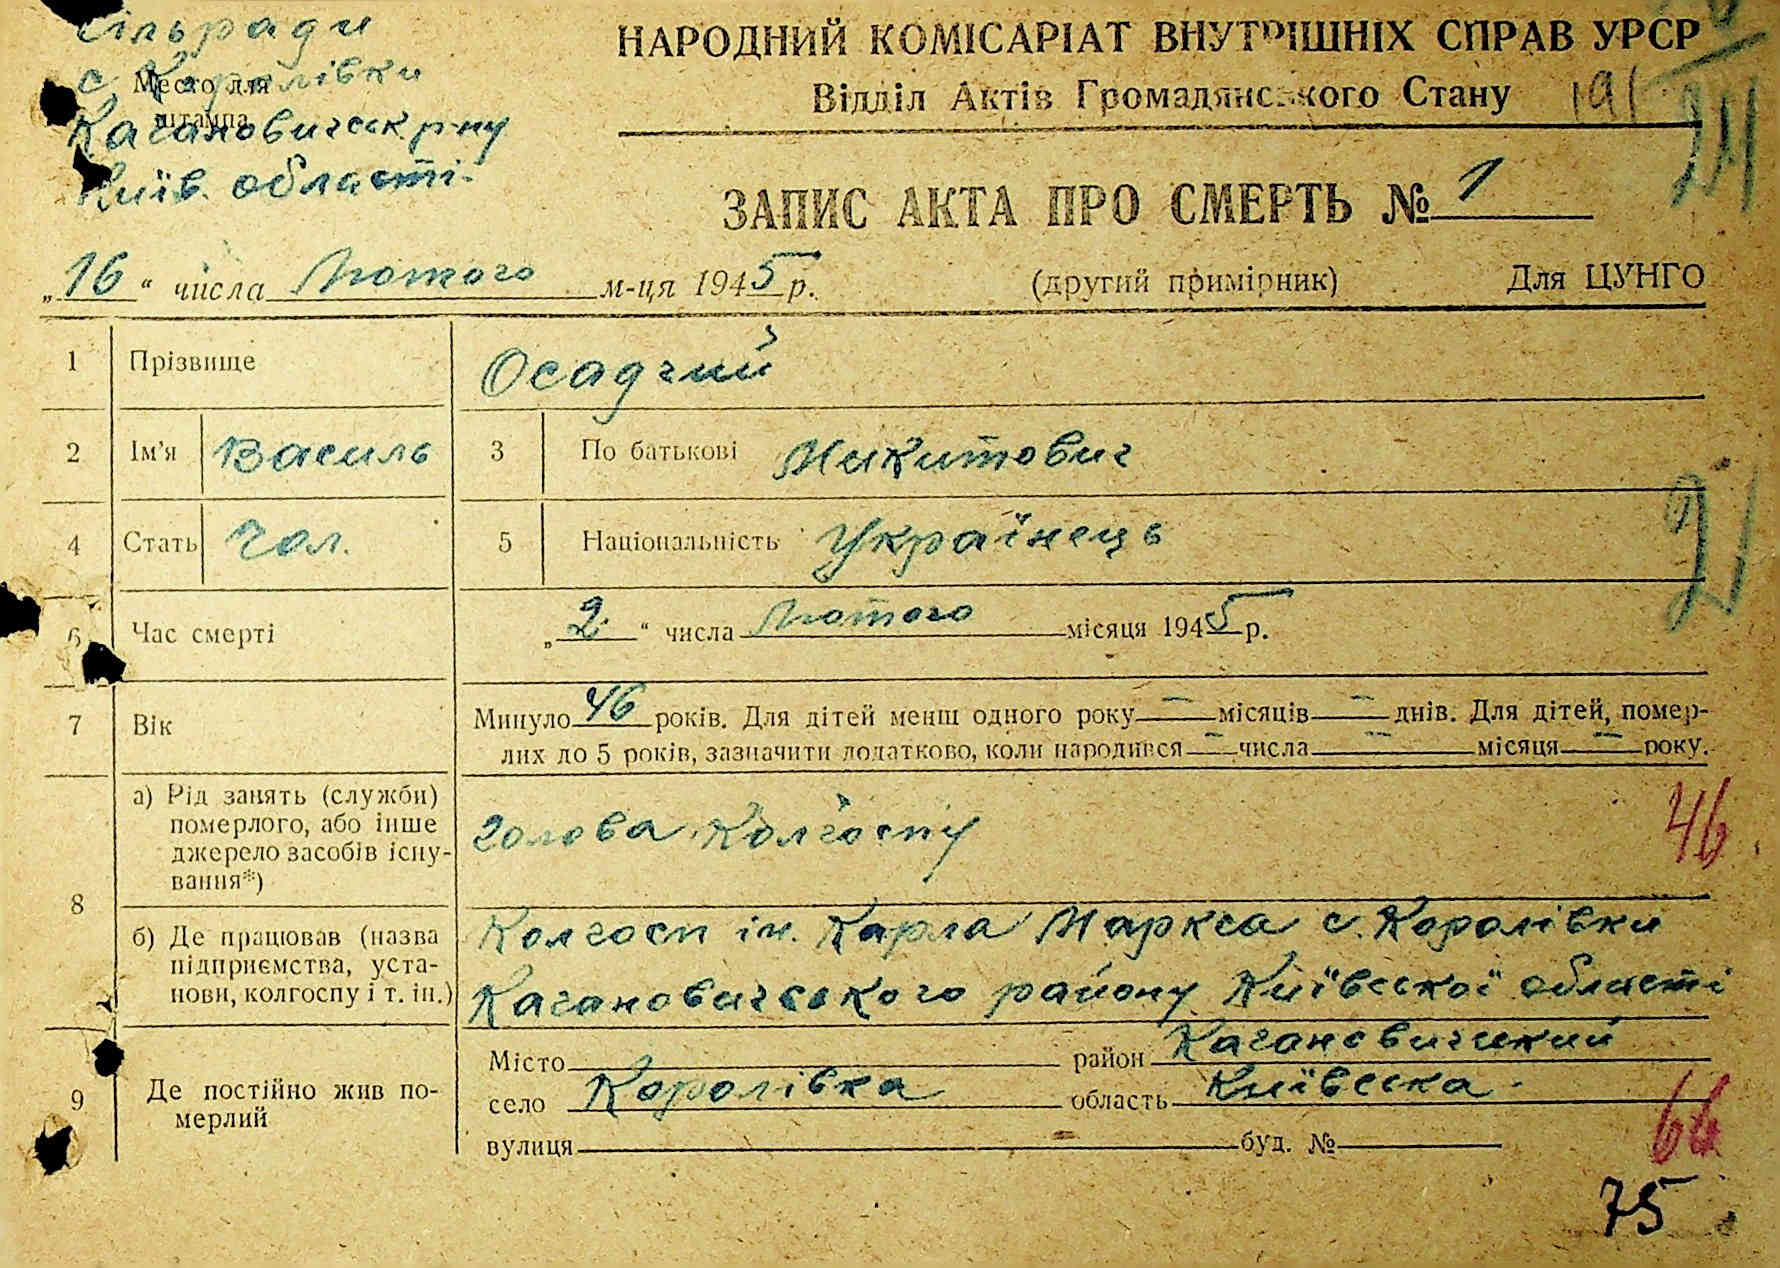 Сільради
с. Королівки
Место для
штампа
Кагановичськ р-ну
Київ. області.
НАРОДНИЙ КОМІСАРІАТ ВНУТРІШНІХ СПРАВ УРСР
Відділ Актів Громадянського Стану
191
ЗАПИС АКТА ПРО СМЕРТЬ № 1
„16“ числа Лютого м-ця 1945 р. (другий примірник) Для ЦУНГО
1 Прізвище Осадчий
2 Ім'я Василь 3 По батькові Микитович
4 Стать Чол. 5 Національність Українець
21
6 Час смерті „2“ числа Лютого місяця 1945 р.
7 Вік Минуло 46 років. Для дітей менш одного року — місяців — днів. Для дітей, помер-
лих до 5 років, зазначити додатково, коли народився — числа — місяця — року.
8 а) Рід занять (служби)
померлого, або інше
джерело засобів існу-
вання*)
Голова Колгоспу
46
б) Де працював (назва
підприємства, уста-
нови, колгоспу і т. ін.)
Колгосп ім. Карла Маркса с. Королівки
Кагановичського району Київської області
9 Де постійно жив по-
мерлий
Місто район Кагановичський
село Королівка область Київська
вулиця — буд. №
66
75